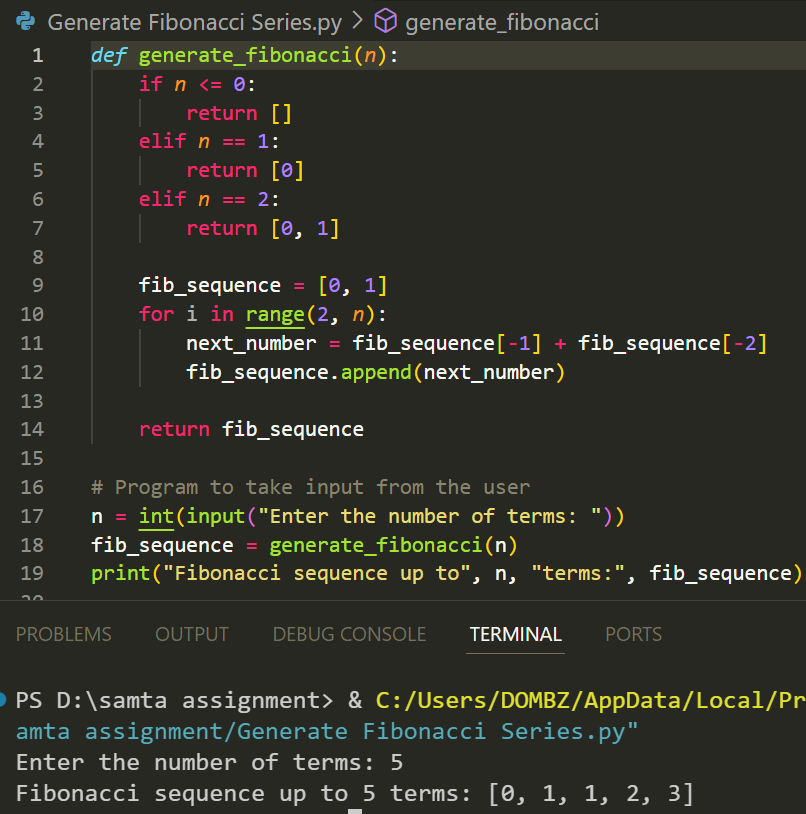 Generate Fibonacci Series.py > generate_fibonacci
1 def generate_fibonacci(n):
2     if n <= 0:
3         return []
4     elif n == 1:
5         return [0]
6     elif n == 2:
7         return [0, 1]
8
9     fib_sequence = [0, 1]
10     for i in range(2, n):
11         next_number = fib_sequence[-1] + fib_sequence[-2]
12         fib_sequence.append(next_number)
13
14     return fib_sequence
15
16 # Program to take input from the user
17 n = int(input("Enter the number of terms: "))
18 fib_sequence = generate_fibonacci(n)
19 print("Fibonacci sequence up to", n, "terms:", fib_sequence)
PROBLEMS OUTPUT DEBUG CONSOLE TERMINAL PORTS
PS D:\samta assignment> & C:/Users/DOMBZ/AppData/Local/Pr
amta assignment/Generate Fibonacci Series.py"
Enter the number of terms: 5
Fibonacci sequence up to 5 terms: [0, 1, 1, 2, 3]